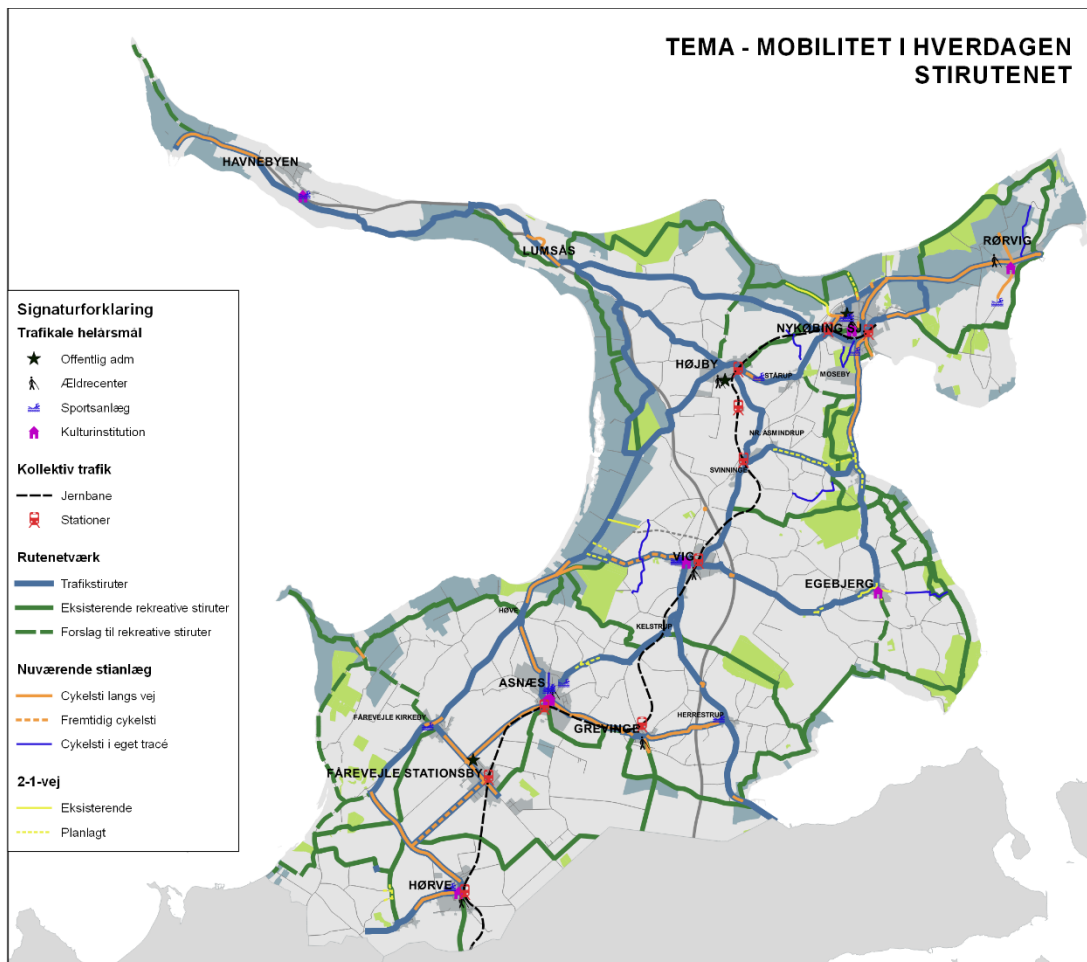 TEMA - MOBILITET I HVERDAGEN
STIRUTENET
HAVNEBYEN
LUMSÅS
RØRVIG
NYKØBING SJ.
HØJBY
STÅRUP
MOSEBY
NR. ASMINDRUP
SVINNINGE
VIG
EGEBJERG
HØVE
KELSTRUP
ASNÆS
FÅREVEJLE KIRKEBY
GREVINGE
HERRESTRUP
FÅREVEJLE STATIONSBY
HØRVE
Signaturforklaring
Trafikale helårsmål
Offentlig adm
Ældrecenter
Sportsanlæg
Kulturinstitution
Kollektiv trafik
Jernbane
Stationer
Rutenetværk
Trafikstiruter
Eksisterende rekreative stiruter
Forslag til rekreative stiruter
Nuværende stianlæg
Cykelsti langs vej
Fremtidig cykelsti
Cykelsti i eget tracé
2-1-vej
Eksisterende
Planlagt